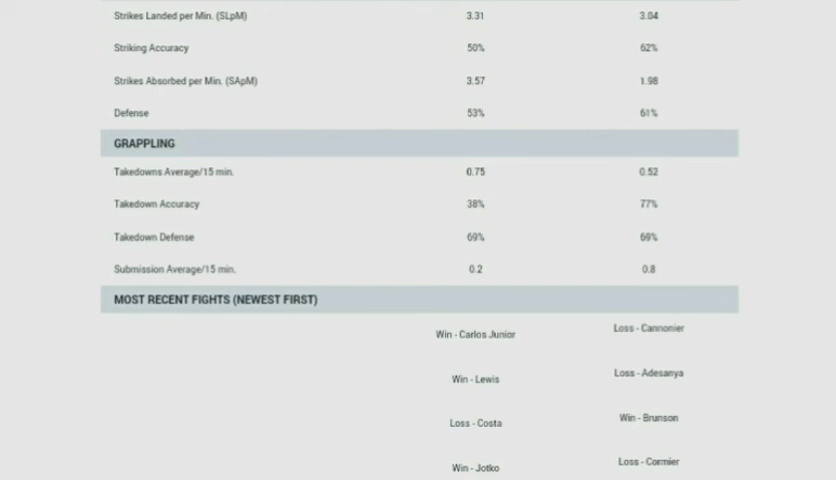 Strikes Landed per Min. (SLpM) 3.31 3.04
Striking Accuracy 50% 62%
Strikes Absorbed per Min. (SApM) 3.57 1.98
Defense 53% 61%
GRAPPLING
Takedowns Average/15 min. 0.75 0.52
Takedown Accuracy 38% 77%
Takedown Defense 69% 69%
Submission Average/15 min. 0.2 0.8
MOST RECENT FIGHTS (NEWEST FIRST)
Win - Carlos Junior Loss - Cannonier
Win - Lewis Loss - Adesanya
Loss - Costa Win - Brunson
Win - Jotko Loss - Cormier